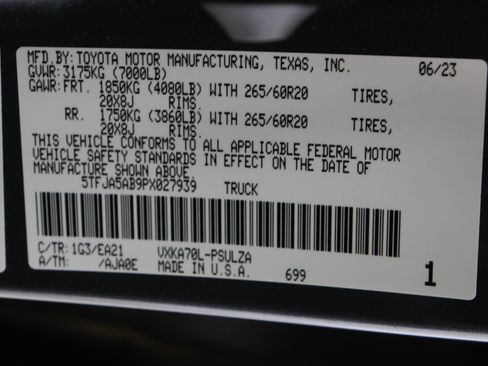 MFD.BY: TOYOTA MOTOR MANUFACTURING, TEXAS, INC. 06/23
GVWR: 3175KG (7000LB)
GAWR: FRT. 1850KG (4080LB) WITH 265/60R20 TIRES,
20X8J RIMS.
RR. 1750KG (3860LB) WITH 265/60R20 TIRES,
20X8J RIMS.
THIS VEHICLE CONFORMS TO ALL APPLICABLE FEDERAL MOTOR
VEHICLE SAFETY STANDARDS IN EFFECT ON THE DATE OF
MANUFACTURE SHOWN ABOVE.
5TFJA5AB9PX027939 TRUCK
C/TR: 1G3/EA21 VXKA70L-PSULZA
A/TM: /AJA0E MADE IN U.S.A. 699 1